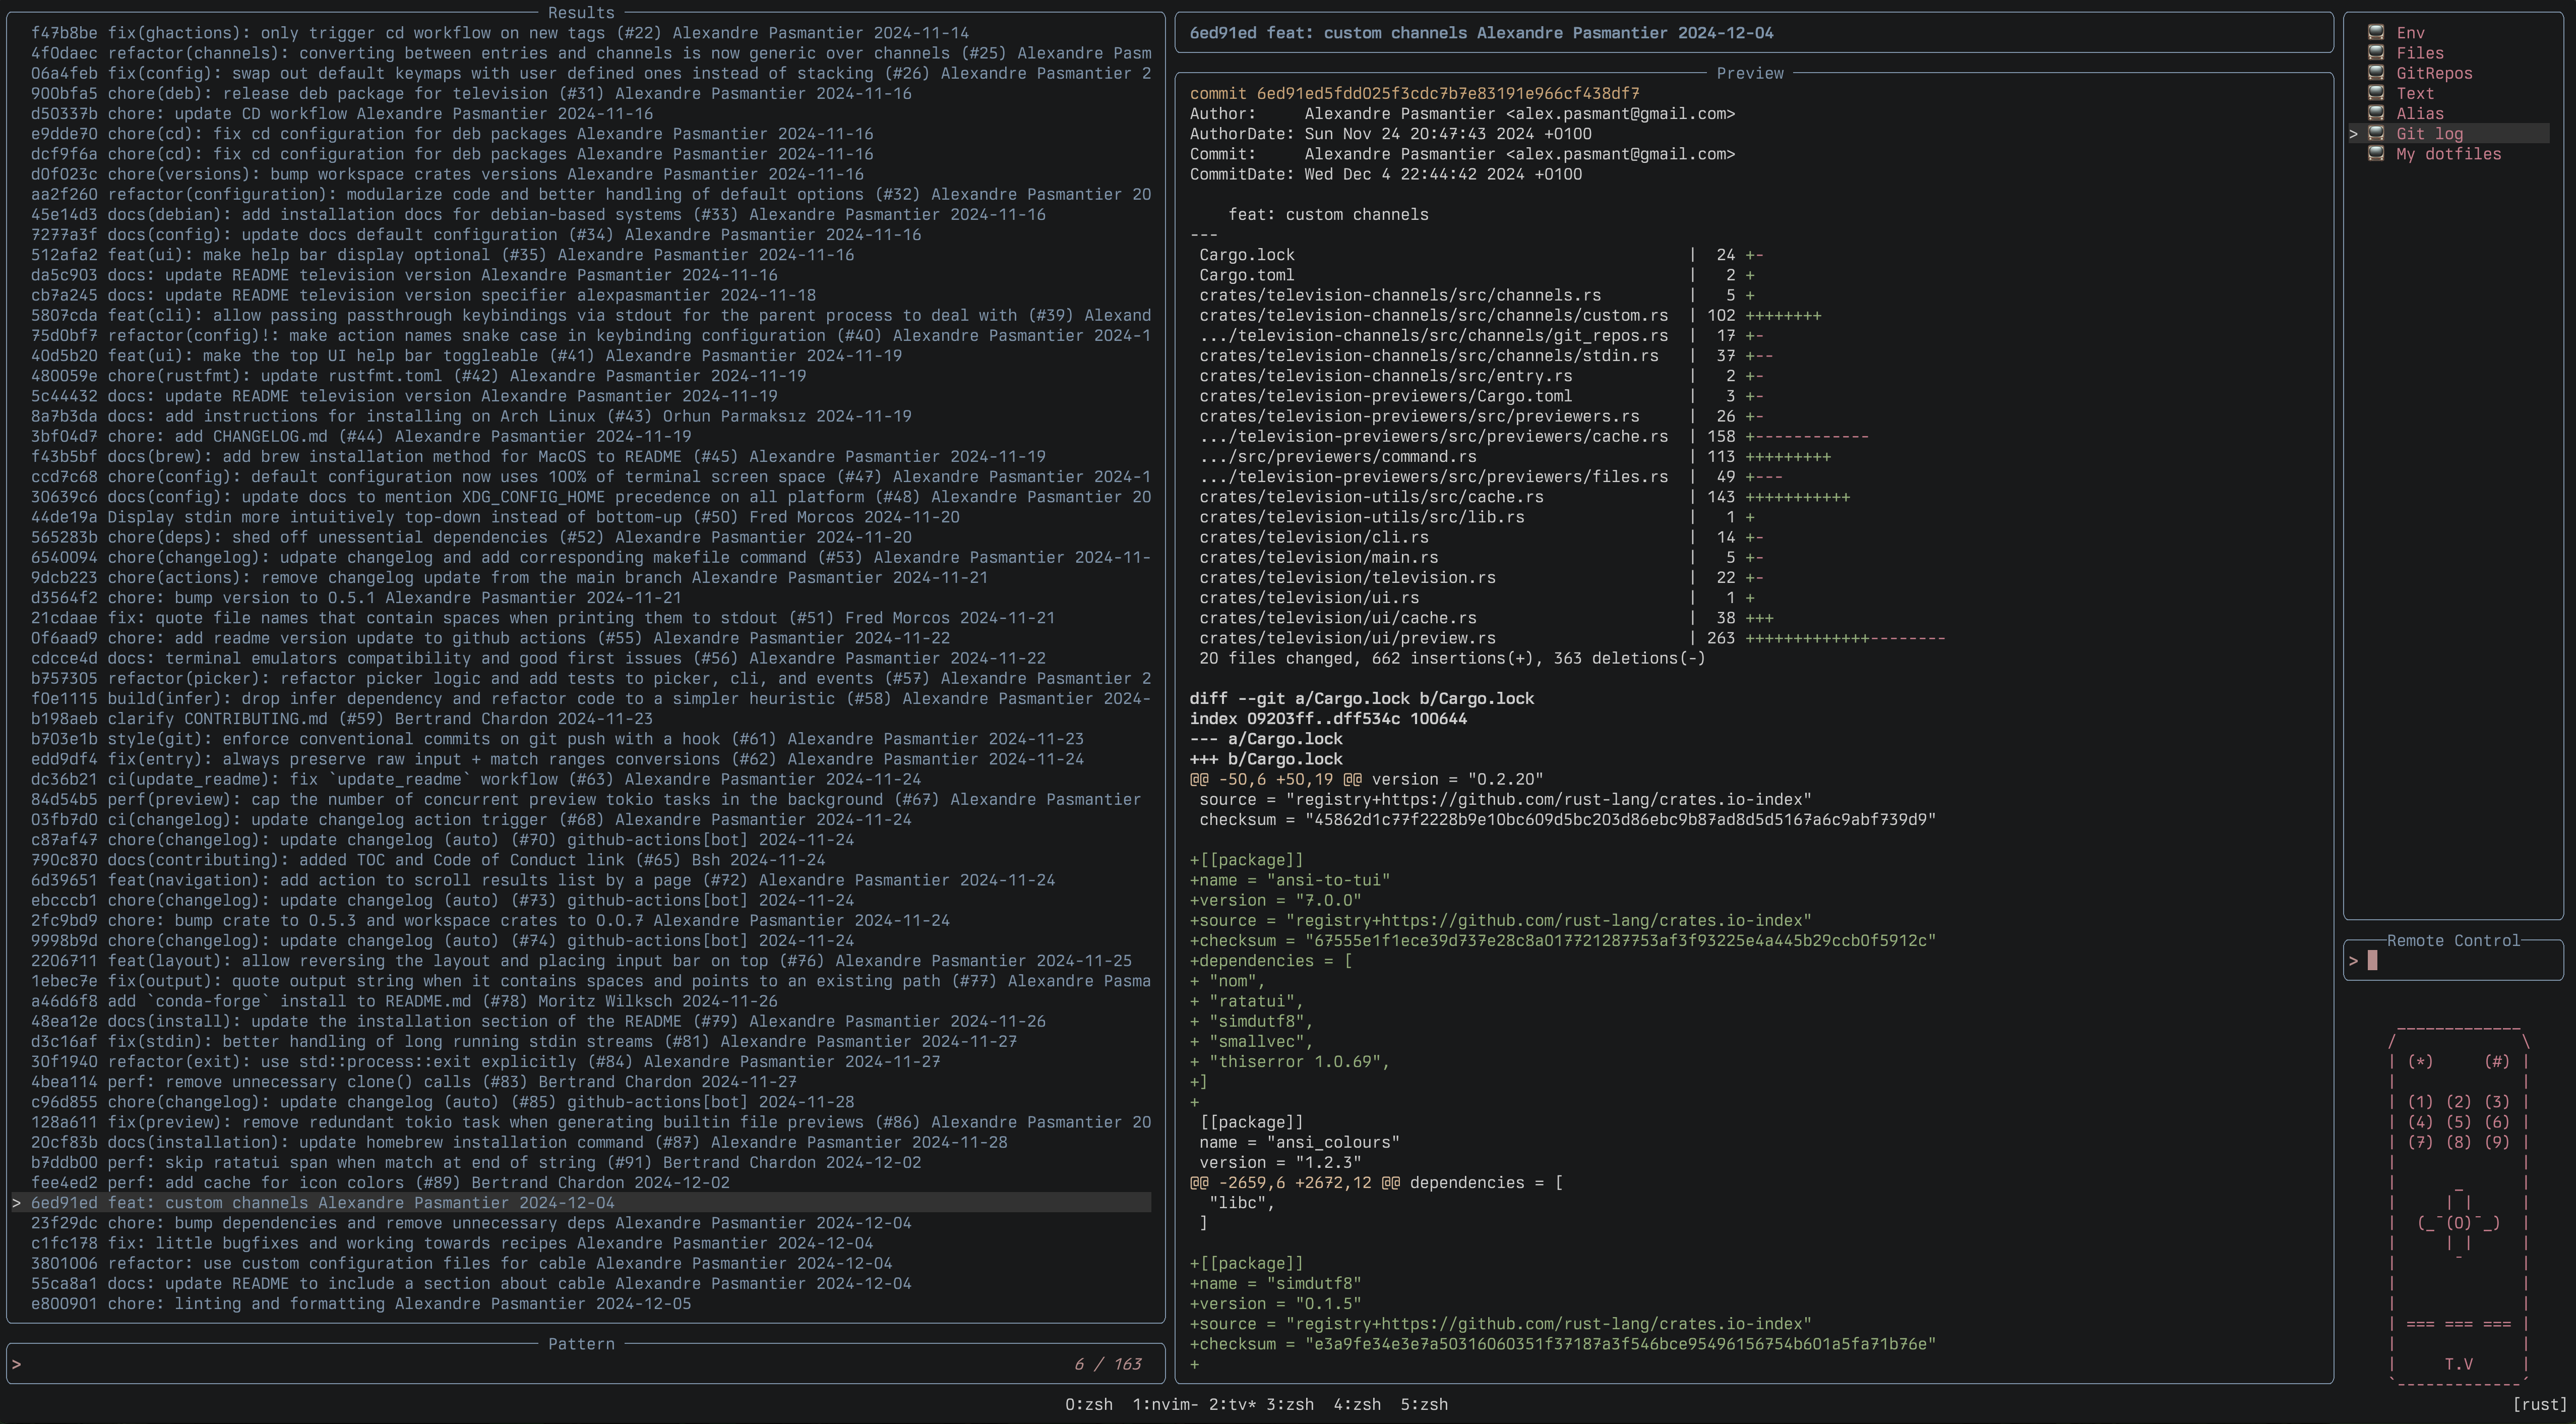 Results
f47b8be fix(ghactions): only trigger cd workflow on new tags (#22) Alexandre Pasmantier 2024-11-14
4f0daec refactor(channels): converting between entries and channels is now generic over channels (#25) Alexandre Pasm
06a4feb fix(config): swap out default keymaps with user defined ones instead of stacking (#26) Alexandre Pasmantier 2
900bfa5 chore(deb): release deb package for television (#31) Alexandre Pasmantier 2024-11-16
d50337b chore: update CD workflow Alexandre Pasmantier 2024-11-16
e9dde70 chore(cd): fix cd configuration for deb packages Alexandre Pasmantier 2024-11-16
dcf9f6a chore(cd): fix cd configuration for deb packages Alexandre Pasmantier 2024-11-16
d0f023c chore(versions): bump workspace crates versions Alexandre Pasmantier 2024-11-16
aa2f260 refactor(configuration): modularize code and better handling of default options (#32) Alexandre Pasmantier 20
45e14d3 docs(debian): add installation docs for debian-based systems (#33) Alexandre Pasmantier 2024-11-16
7277a3f docs(config): update docs default configuration (#34) Alexandre Pasmantier 2024-11-16
512afa2 feat(ui): make help bar display optional (#35) Alexandre Pasmantier 2024-11-16
da5c903 docs: update README television version Alexandre Pasmantier 2024-11-16
cb7a245 docs: update README television version specifier alexpasmantier 2024-11-18
5807cda feat(cli): allow passing passthrough keybindings via stdout for the parent process to deal with (#39) Alexand
75d0bf7 refactor(config)!: make action names snake case in keybinding configuration (#40) Alexandre Pasmantier 2024-1
40d5b20 feat(ui): make the top UI help bar toggleable (#41) Alexandre Pasmantier 2024-11-19
480059e chore(rustfmt): update rustfmt.toml (#42) Alexandre Pasmantier 2024-11-19
5c44432 docs: update README television version Alexandre Pasmantier 2024-11-19
8a7b3da docs: add instructions for installing on Arch Linux (#43) Orhun Parmaksız 2024-11-19
3bf04d7 chore: add CHANGELOG.md (#44) Alexandre Pasmantier 2024-11-19
f43b5bf docs(brew): add brew installation method for MacOS to README (#45) Alexandre Pasmantier 2024-11-19
ccd7c68 chore(config): default configuration now uses 100% of terminal screen space (#47) Alexandre Pasmantier 2024-1
30639c6 docs(config): update docs to mention XDG_CONFIG_HOME precedence on all platform (#48) Alexandre Pasmantier 20
44de19a Display stdin more intuitively top-down instead of bottom-up (#50) Fred Morcos 2024-11-20
565283b chore(deps): shed off unessential dependencies (#52) Alexandre Pasmantier 2024-11-20
6540094 chore(changelog): udpate changelog and add corresponding makefile command (#53) Alexandre Pasmantier 2024-11-
9dcb223 chore(actions): remove changelog update from the main branch Alexandre Pasmantier 2024-11-21
d3564f2 chore: bump version to 0.5.1 Alexandre Pasmantier 2024-11-21
21cdaae fix: quote file names that contain spaces when printing them to stdout (#51) Fred Morcos 2024-11-21
0f6aad9 chore: add readme version update to github actions (#55) Alexandre Pasmantier 2024-11-22
cdcce4d docs: terminal emulators compatibility and good first issues (#56) Alexandre Pasmantier 2024-11-22
b757305 refactor(picker): refactor picker logic and add tests to picker, cli, and events (#57) Alexandre Pasmantier 2
f0e1115 build(infer): drop infer dependency and refactor code to a simpler heuristic (#58) Alexandre Pasmantier 2024-
b198aeb clarify CONTRIBUTING.md (#59) Bertrand Chardon 2024-11-23
b703e1b style(git): enforce conventional commits on git push with a hook (#61) Alexandre Pasmantier 2024-11-23
edd9df4 fix(entry): always preserve raw input + match ranges conversions (#62) Alexandre Pasmantier 2024-11-24
dc36b21 ci(update_readme): fix `update_readme` workflow (#63) Alexandre Pasmantier 2024-11-24
84d54b5 perf(preview): cap the number of concurrent preview tokio tasks in the background (#67) Alexandre Pasmantier
03fb7d0 ci(changelog): update changelog action trigger (#68) Alexandre Pasmantier 2024-11-24
c87af47 chore(changelog): update changelog (auto) (#70) github-actions[bot] 2024-11-24
790c870 docs(contributing): added TOC and Code of Conduct link (#65) Bsh 2024-11-24
6d39651 feat(navigation): add action to scroll results list by a page (#72) Alexandre Pasmantier 2024-11-24
ebcccb1 chore(changelog): update changelog (auto) (#73) github-actions[bot] 2024-11-24
2fc9bd9 chore: bump crate to 0.5.3 and workspace crates to 0.0.7 Alexandre Pasmantier 2024-11-24
9998b9d chore(changelog): update changelog (auto) (#74) github-actions[bot] 2024-11-24
2206711 feat(layout): allow reversing the layout and placing input bar on top (#76) Alexandre Pasmantier 2024-11-25
1ebec7e fix(output): quote output string when it contains spaces and points to an existing path (#77) Alexandre Pasma
a46d6f8 add `conda-forge` install to README.md (#78) Moritz Wilksch 2024-11-26
48ea12e docs(install): update the installation section of the README (#79) Alexandre Pasmantier 2024-11-26
d3c16af fix(stdin): better handling of long running stdin streams (#81) Alexandre Pasmantier 2024-11-27
30f1940 refactor(exit): use std::process::exit explicitly (#84) Alexandre Pasmantier 2024-11-27
4bea114 perf: remove unnecessary clone() calls (#83) Bertrand Chardon 2024-11-27
c96d855 chore(changelog): update changelog (auto) (#85) github-actions[bot] 2024-11-28
128a611 fix(preview): remove redundant tokio task when generating builtin file previews (#86) Alexandre Pasmantier 20
20cf83b docs(installation): update homebrew installation command (#87) Alexandre Pasmantier 2024-11-28
b7ddb00 perf: skip ratatui span when match at end of string (#91) Bertrand Chardon 2024-12-02
fee4ed2 perf: add cache for icon colors (#89) Bertrand Chardon 2024-12-02
> 6ed91ed feat: custom channels Alexandre Pasmantier 2024-12-04
23f29dc chore: bump dependencies and remove unnecessary deps Alexandre Pasmantier 2024-12-04
c1fc178 fix: little bugfixes and working towards recipes Alexandre Pasmantier 2024-12-04
3801006 refactor: use custom configuration files for cable Alexandre Pasmantier 2024-12-04
55ca8a1 docs: update README to include a section about cable Alexandre Pasmantier 2024-12-04
e800901 chore: linting and formatting Alexandre Pasmantier 2024-12-05
Pattern
> 6 / 163
6ed91ed feat: custom channels Alexandre Pasmantier 2024-12-04
Preview
commit 6ed91ed5fdd025f3cdc7b7e83191e966cf438df7
Author:     Alexandre Pasmantier <alex.pasmant@gmail.com>
AuthorDate: Sun Nov 24 20:47:43 2024 +0100
Commit:     Alexandre Pasmantier <alex.pasmant@gmail.com>
CommitDate: Wed Dec 4 22:44:42 2024 +0100
feat: custom channels
---
Cargo.lock | 24 +-
Cargo.toml | 2 +
crates/television-channels/src/channels.rs | 5 +
crates/television-channels/src/channels/custom.rs | 102 ++++++++
.../television-channels/src/channels/git_repos.rs | 17 +-
crates/television-channels/src/channels/stdin.rs | 37 +--
crates/television-channels/src/entry.rs | 2 +-
crates/television-previewers/Cargo.toml | 3 +-
crates/television-previewers/src/previewers.rs | 26 +-
.../television-previewers/src/previewers/cache.rs | 158 +------------
.../src/previewers/command.rs | 113 +++++++++
.../television-previewers/src/previewers/files.rs | 49 +---
crates/television-utils/src/cache.rs | 143 +++++++++++
crates/television-utils/src/lib.rs | 1 +
crates/television/cli.rs | 14 +-
crates/television/main.rs | 5 +-
crates/television/television.rs | 22 +-
crates/television/ui.rs | 1 +
crates/television/ui/cache.rs | 38 +++
crates/television/ui/preview.rs | 263 +++++++++++++--------
20 files changed, 662 insertions(+), 363 deletions(-)
diff --git a/Cargo.lock b/Cargo.lock
index 09203ff..dff534c 100644
--- a/Cargo.lock
+++ b/Cargo.lock
@@ -50,6 +50,19 @@ version = "0.2.20"
source = "registry+https://github.com/rust-lang/crates.io-index"
checksum = "45862d1c77f2228b9e10bc609d5bc203d86ebc9b87ad8d5d5167a6c9abf739d9"
+[[package]]
+name = "ansi-to-tui"
+version = "7.0.0"
+source = "registry+https://github.com/rust-lang/crates.io-index"
+checksum = "67555e1f1ece39d737e28c8a017721287753af3f93225e4a445b29ccb0f5912c"
+dependencies = [
+ "nom",
+ "ratatui",
+ "simdutf8",
+ "smallvec",
+ "thiserror 1.0.69",
+]
+
[[package]]
name = "ansi_colours"
version = "1.2.3"
@@ -2659,6 +2672,12 @@ dependencies = [
"libc",
]
+[[package]]
+name = "simdutf8"
+version = "0.1.5"
+source = "registry+https://github.com/rust-lang/crates.io-index"
+checksum = "e3a9fe34e3e7a50316060351f37187a3f546bce95496156754b601a5fa71b76e"
+
Env
Files
GitRepos
Text
Alias
> Git log
My dotfiles
Remote Control
>
(*) (#)
(1) (2) (3)
(4) (5) (6)
(7) (8) (9)
(0)
=== === ===
T.V
0:zsh 1:nvim- 2:tv* 3:zsh 4:zsh 5:zsh
[rust]